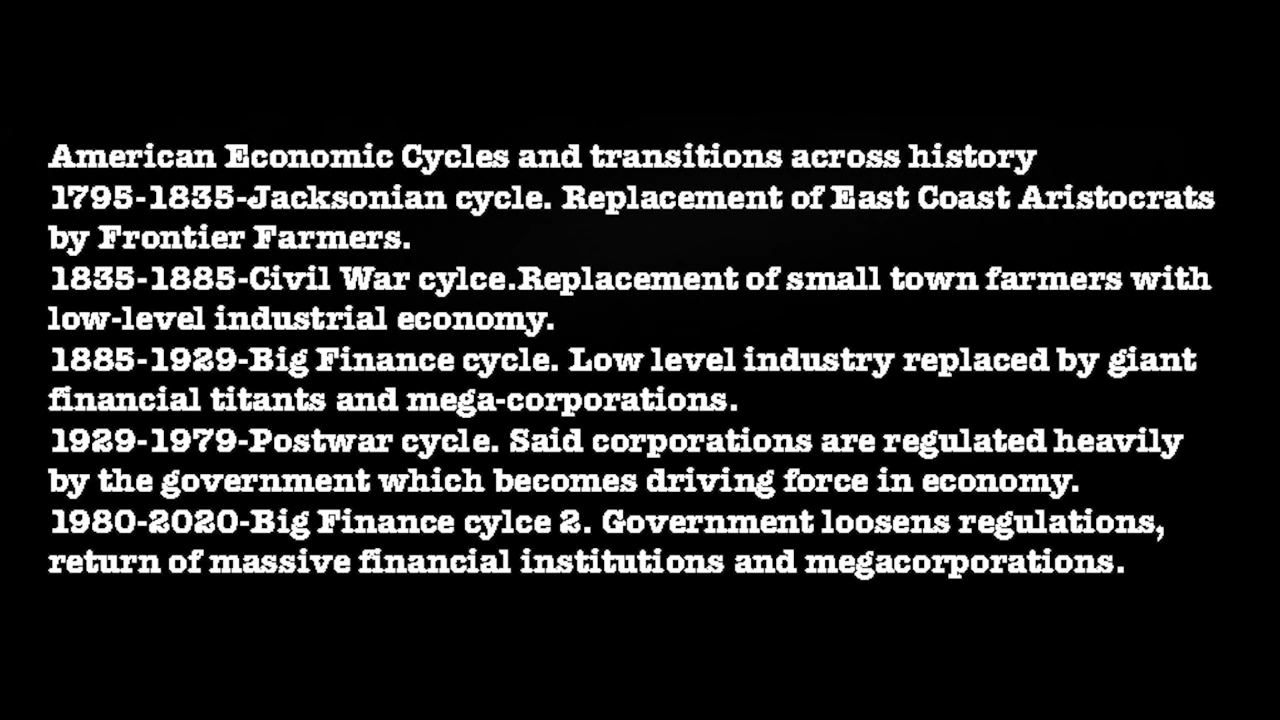 American Economic Cycles and transitions across history
1795-1835-Jacksonian cycle. Replacement of East Coast Aristocrats
by Frontier Farmers.
1835-1885-Civil War cylce.Replacement of small town farmers with
low-level industrial economy.
1885-1929-Big Finance cycle. Low level industry replaced by giant
financial titants and mega-corporations.
1929-1979-Postwar cycle. Said corporations are regulated heavily
by the government which becomes driving force in economy.
1980-2020-Big Finance cylce 2. Government loosens regulations,
return of massive financial institutions and megacorporations.